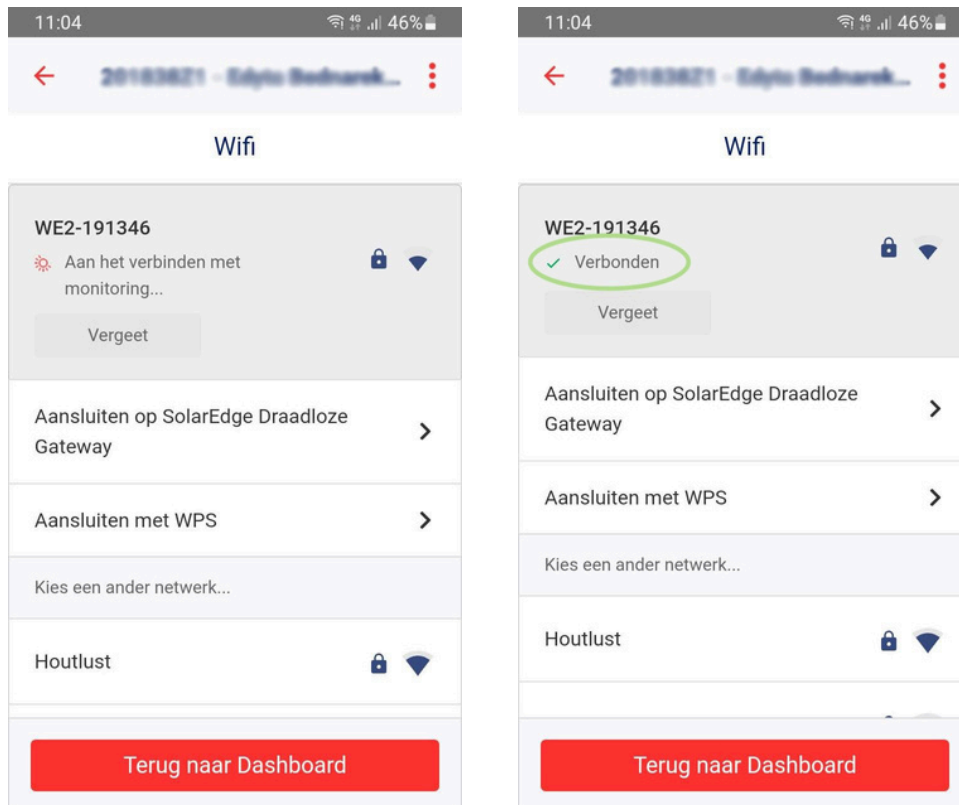 11:04
4G
46%
Wifi
WE2-191346
Aan het verbinden met
monitoring...
Vergeet
Aansluiten op SolarEdge Draadloze
Gateway
Aansluiten met WPS
Kies een ander netwerk...
Houtlust
Terug naar Dashboard
11:04
4G
46%
Wifi
WE2-191346
Verbonden
Vergeet
Aansluiten op SolarEdge Draadloze
Gateway
Aansluiten met WPS
Kies een ander netwerk...
Houtlust
Terug naar Dashboard